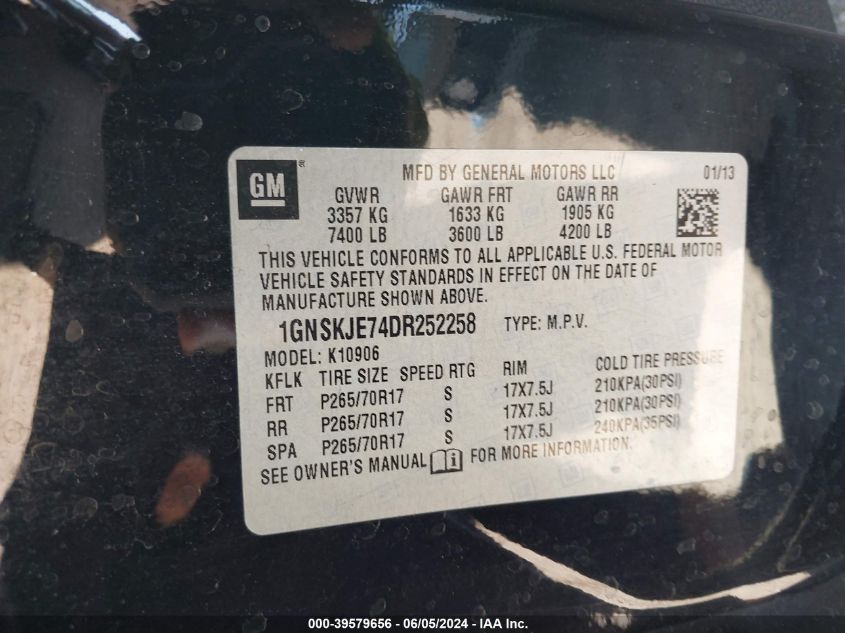 GM ® MFD BY GENERAL MOTORS LLC 01/13
GVWR GAWR FRT GAWR RR
3357 KG 1633 KG 1905 KG
7400 LB 3600 LB 4200 LB
THIS VEHICLE CONFORMS TO ALL APPLICABLE U.S. FEDERAL MOTOR
VEHICLE SAFETY STANDARDS IN EFFECT ON THE DATE OF
MANUFACTURE SHOWN ABOVE.
1GNSKJE74DR252258 TYPE: M.P.V.
MODEL: K10906
KFLK TIRE SIZE SPEED RTG RIM COLD TIRE PRESSURE
FRT P265/70R17 S 17X7.5J 210KPA(30PSI)
RR P265/70R17 S 17X7.5J 210KPA(30PSI)
SPA P265/70R17 S 17X7.5J 240KPA(35PSI)
SEE OWNER'S MANUAL i FOR MORE INFORMATION.
000-39579656 - 06/05/2024 - IAA Inc.